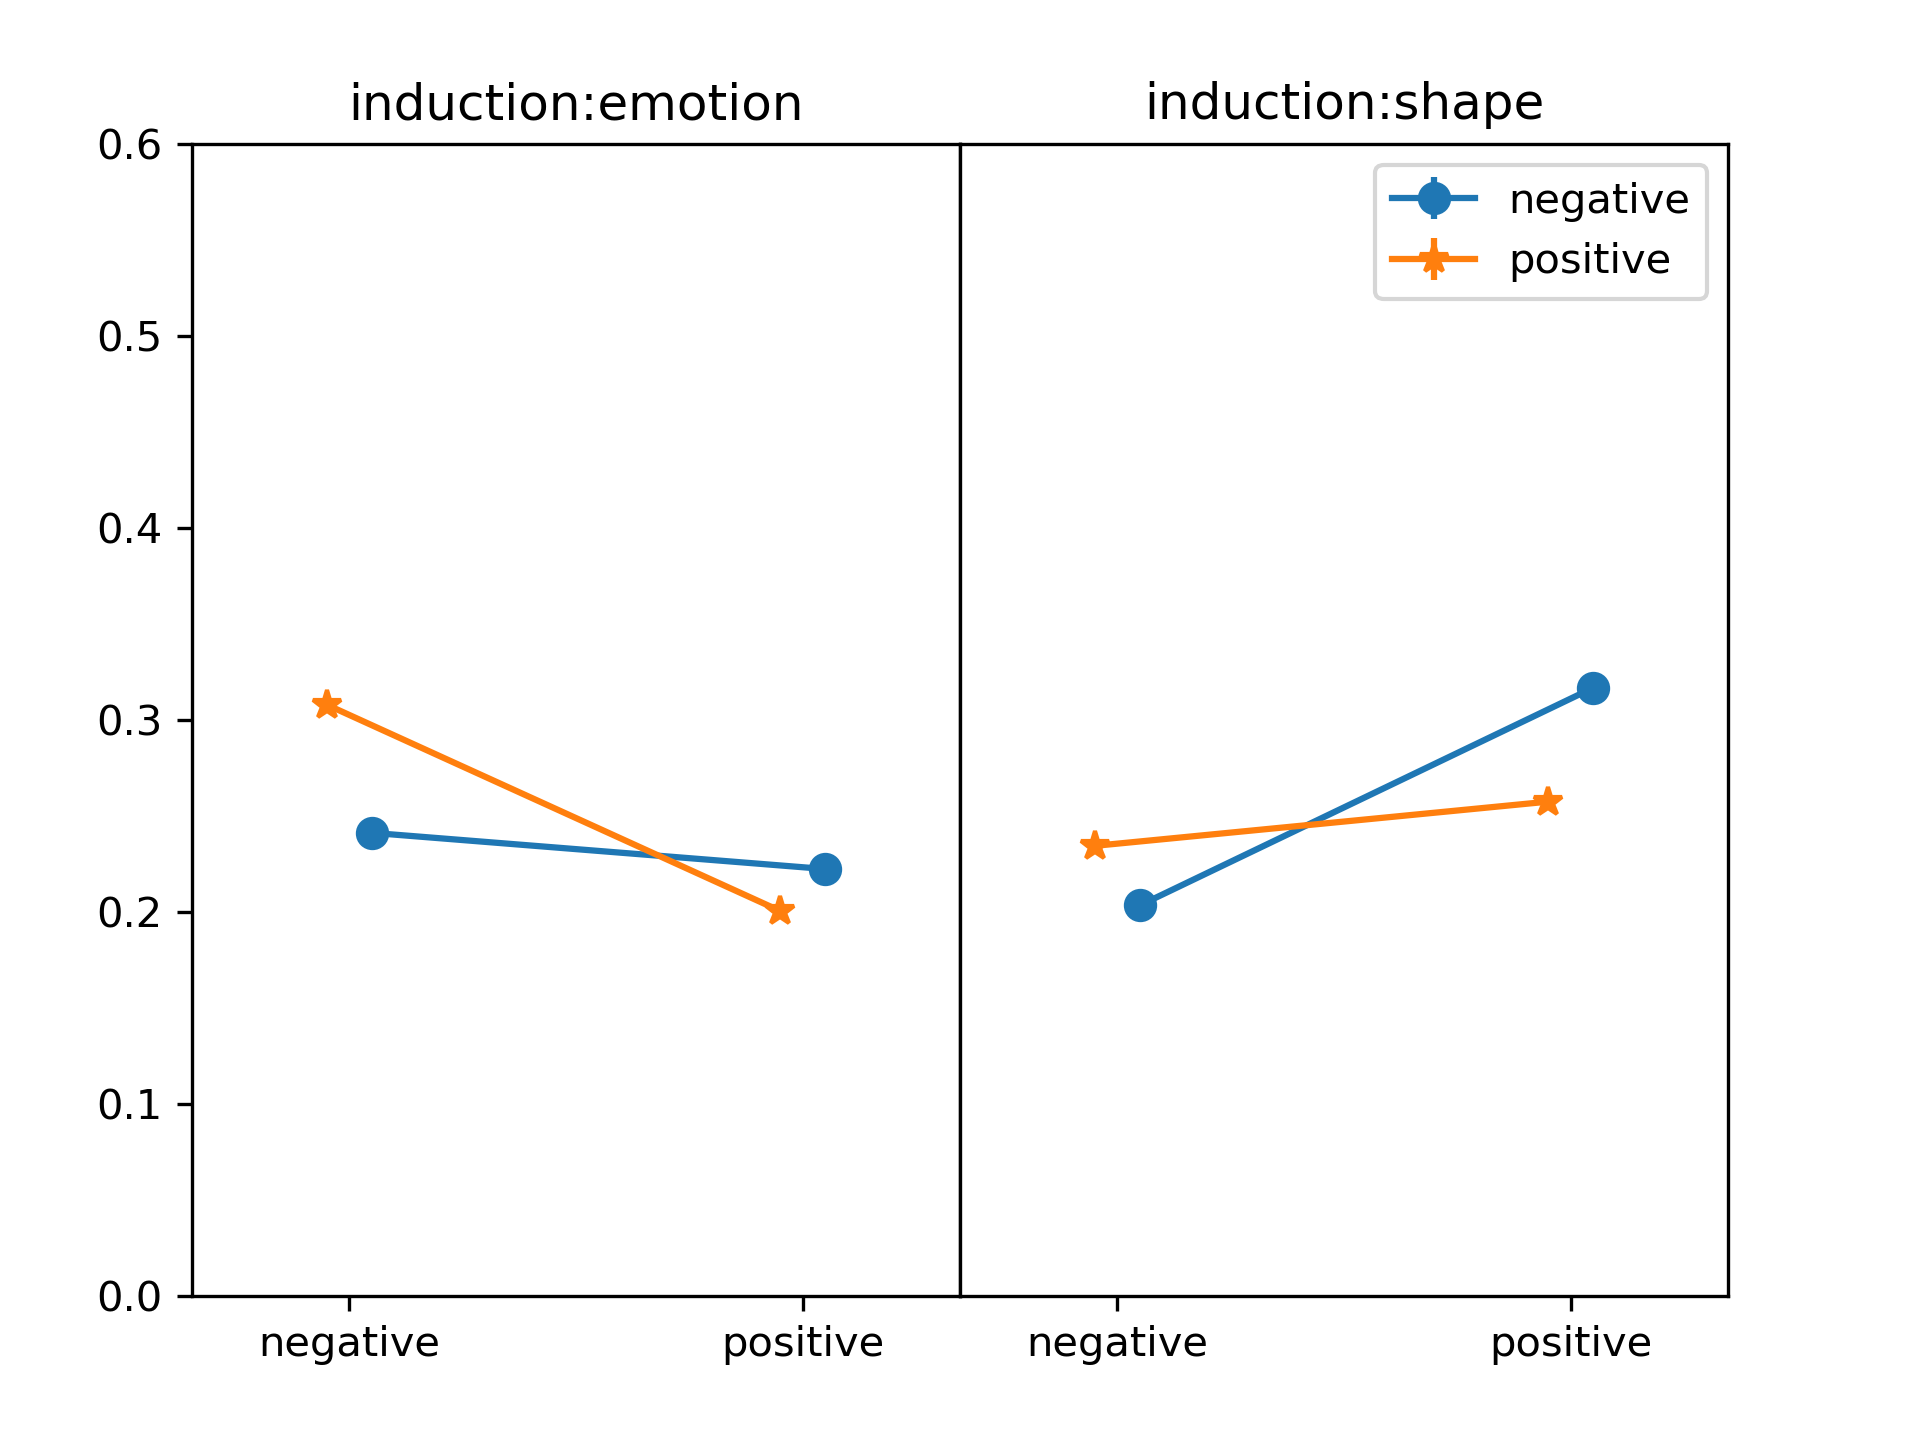 induction:emotion
induction:shape
0.6
0.5
0.4
0.3
0.2
0.1
0.0
negative
positive
negative
positive
negative
positive